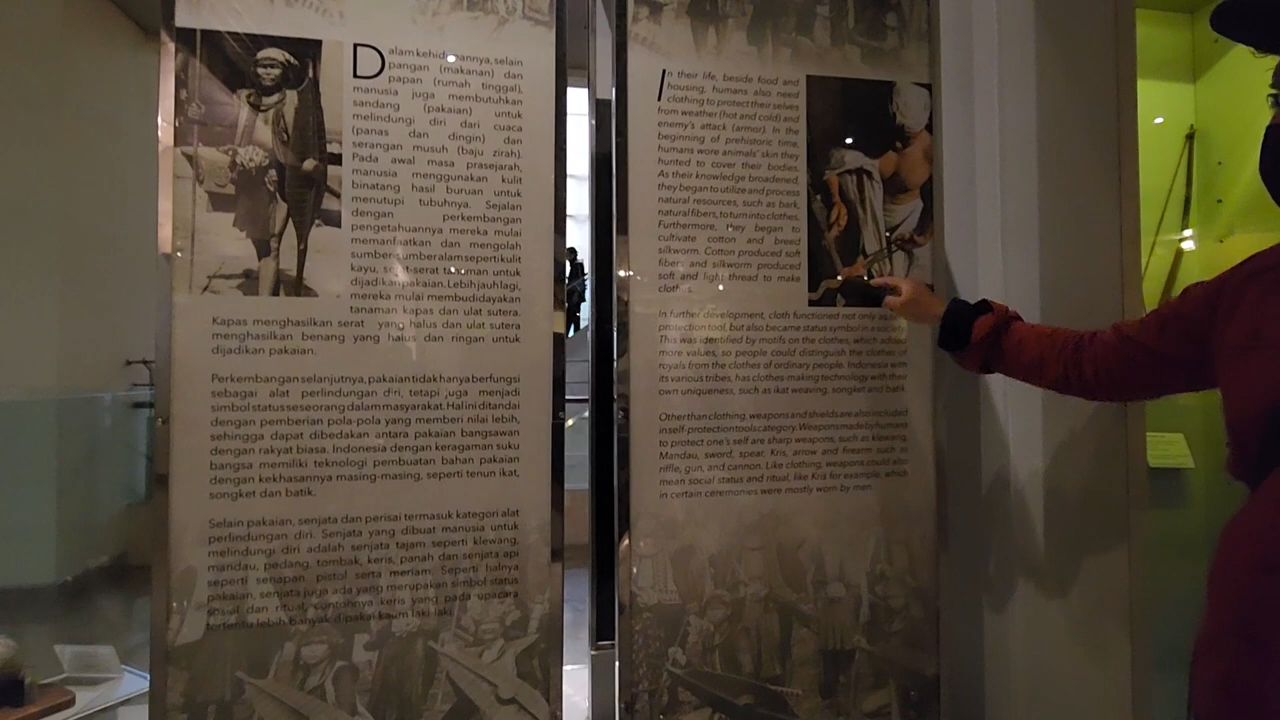 Dalam kehidupannya, selain
pangan (makanan) dan
papan (rumah tinggal),
manusia juga membutuhkan
sandang (pakaian) untuk
melindungi diri dari cuaca
(panas dan dingin) dan
serangan musuh (baju zirah).
Pada awal masa prasejarah,
manusia menggunakan kulit
binatang hasil buruan untuk
menutupi tubuhnya. Sejalan
dengan perkembangan
pengetahuannya mereka mulai
memanfaatkan dan mengolah
sumber sumber alam seperti kulit
kayu, serat-serat tanaman untuk
dijadikan pakaian. Lebih jauh lagi,
mereka mulai membudidayakan
tanaman kapas dan ulat sutera.
Kapas menghasilkan serat yang halus dan ulat sutera
menghasilkan benang yang halus dan ringan untuk
dijadikan pakaian.
Perkembangan selanjutnya, pakaian tidak hanya berfungsi
sebagai alat perlindungan diri, tetapi juga menjadi
simbol status seseorang dalam masyarakat. Hal ini ditandai
dengan pemberian pola-pola yang memberi nilai lebih,
sehingga dapat dibedakan antara pakaian bangsawan
dengan rakyat biasa. Indonesia dengan keragaman suku
bangsa memiliki teknologi pembuatan bahan pakaian
dengan kekhasannya masing-masing, seperti tenun ikat,
songket dan batik.
Selain pakaian, senjata dan perisai termasuk kategori alat
perlindungan diri. Senjata yang dibuat manusia untuk
melindungi diri adalah senjata tajam seperti klewang,
mandau, pedang, tombak, keris, panah dan senjata api
seperti senapan, pistol serta meriam. Seperti halnya
pakaian, senjata juga ada yang merupakan simbol status
sosial dan ritual, contohnya keris yang pada upacara
tertentu lebih banyak dipakai kaum laki-laki.
In their life, beside food and
housing, humans also need
clothing to protect their selves
from weather (hot and cold) and
enemy's attack (armor). In the
beginning of prehistoric time,
humans wore animals' skin they
hunted to cover their bodies.
As their knowledge broadened,
they began to utilize and process
natural resources, such as bark,
natural fibers, to turn into clothes.
Furthermore, they began to
cultivate cotton and breed
silkworm. Cotton produced soft
fibers and silkworm produced
soft and light thread to make
clothes.
In further development, cloth functioned not only as
protection tool, but also became status symbol in a society.
This was identified by motifs on the clothes, which added
more values, so people could distinguish the clothes of
royals from the clothes of ordinary people. Indonesia with
its various tribes, has clothes-making technology with their
own uniqueness, such as ikat weaving, songket and batik.
Other than clothing, weapons and shields are also included
in self-protection tools category. Weapons made by humans
to protect one's self are sharp weapons, such as klewang,
Mandau, sword, spear, Kris, arrow and firearm such as
riffle, gun, and cannon. Like clothing, weapons could also
mean social status and ritual, like Kris for example, which
in certain ceremonies were mostly worn by men.